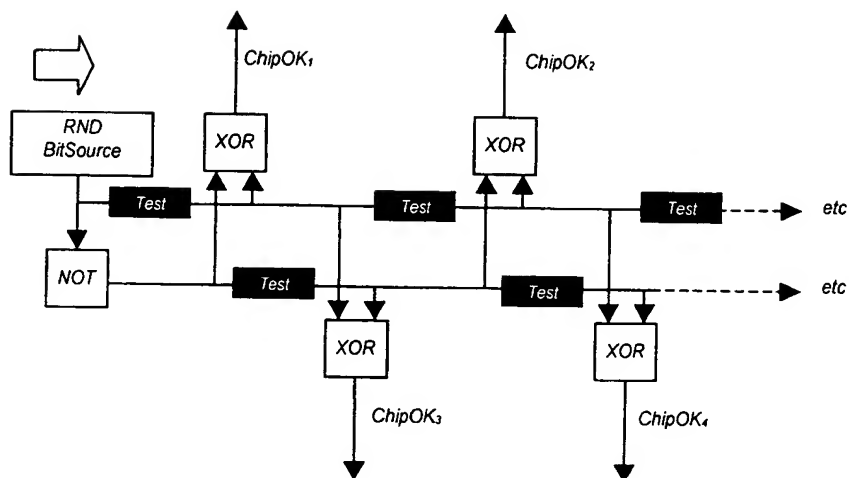 ChipOK₁
ChipOK₂
RND
BitSource
XOR
XOR
Test
Test
Test
etc
NOT
Test
Test
etc
XOR
XOR
ChipOK₃
ChipOK₄